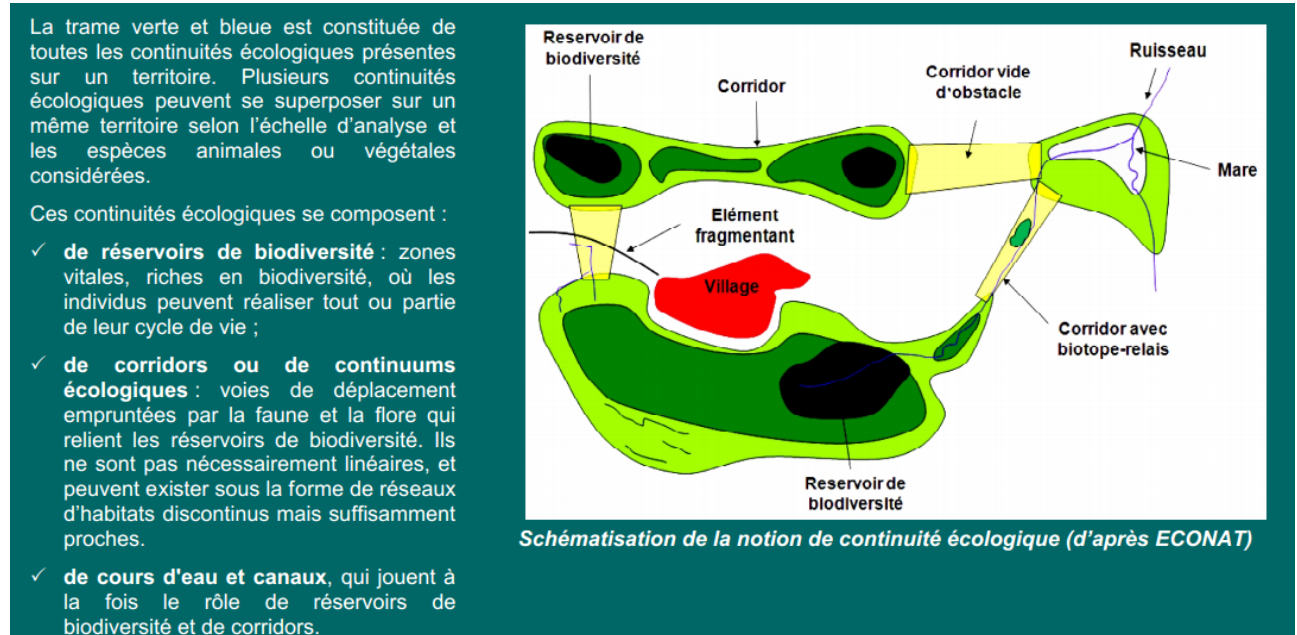 La trame verte et bleue est constituée de
toutes les continuités écologiques présentes
sur un territoire. Plusieurs continuités
écologiques peuvent se superposer sur un
même territoire selon l'échelle d'analyse et
les espèces animales ou végétales
considérées.
Ces continuités écologiques se composent :
✓ de réservoirs de biodiversité : zones
vitales, riches en biodiversité, où les
individus peuvent réaliser tout ou partie
de leur cycle de vie ;
✓ de corridors ou de continuums
écologiques : voies de déplacement
empruntées par la faune et la flore qui
relient les réservoirs de biodiversité. Ils
ne sont pas nécessairement linéaires, et
peuvent exister sous la forme de réseaux
d'habitats discontinus mais suffisamment
proches.
✓ de cours d'eau et canaux, qui jouent à
la fois le rôle de réservoirs de
biodiversité et de corridors.
Reservoir de
biodiversité
Corridor
Corridor vide
d'obstacle
Ruisseau
Mare
Elément
fragmentant
Village
Corridor avec
biotope-relais
Reservoir de
biodiversité
Schématisation de la notion de continuité écologique (d'après ECONAT)